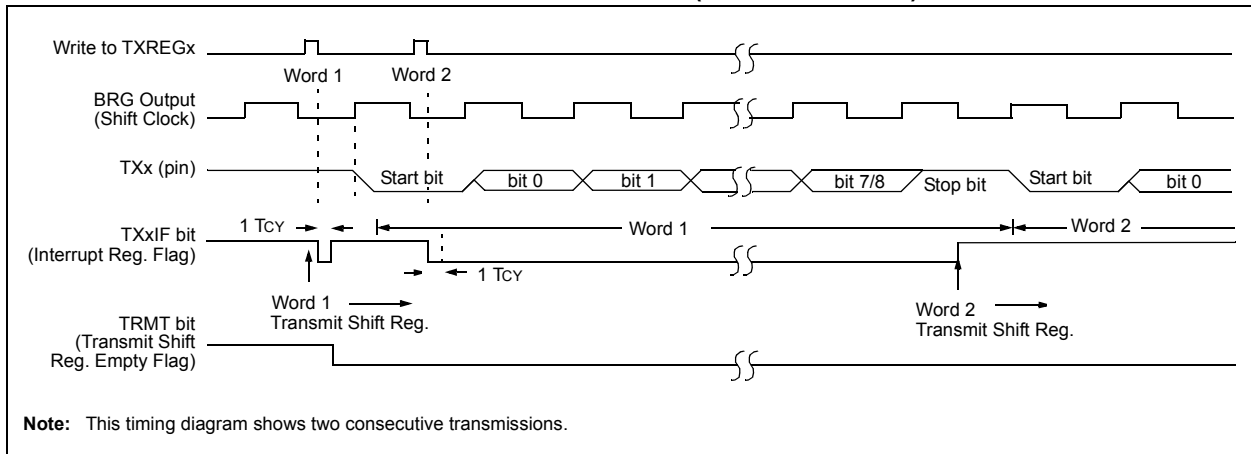 Write to TXREGx
Word 1
Word 2
BRG Output
(Shift Clock)
TXx (pin)
Start bit
bit 0
bit 1
bit 7/8
Stop bit
Start bit
bit 0
1 TCY
Word 1
Word 2
TXxIF bit
(Interrupt Reg. Flag)
1 TCY
Word 1
Transmit Shift Reg.
Word 2
Transmit Shift Reg.
TRMT bit
(Transmit Shift
Reg. Empty Flag)
Note: This timing diagram shows two consecutive transmissions.